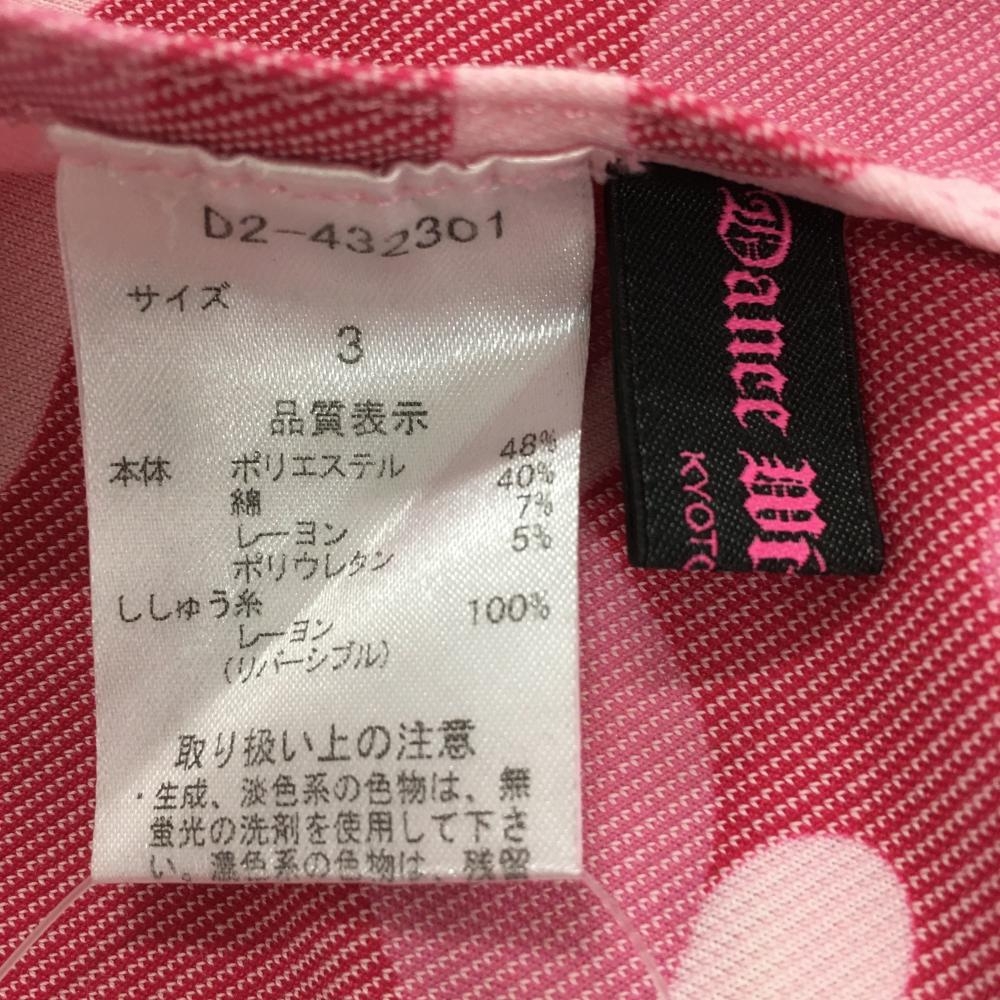 D2-432301
サイズ
3
品質表示
本体 ポリエステル 48%
綿 40%
レーヨン 7%
ポリウレタン 5%
ししゅう糸
レーヨン 100%
(リバーシブル)
取り扱い上の注意
・生成、淡色系の色物は、無
蛍光の洗剤を使用して下さ
い。濃色系の色物は、残留
Dance
KYOTO